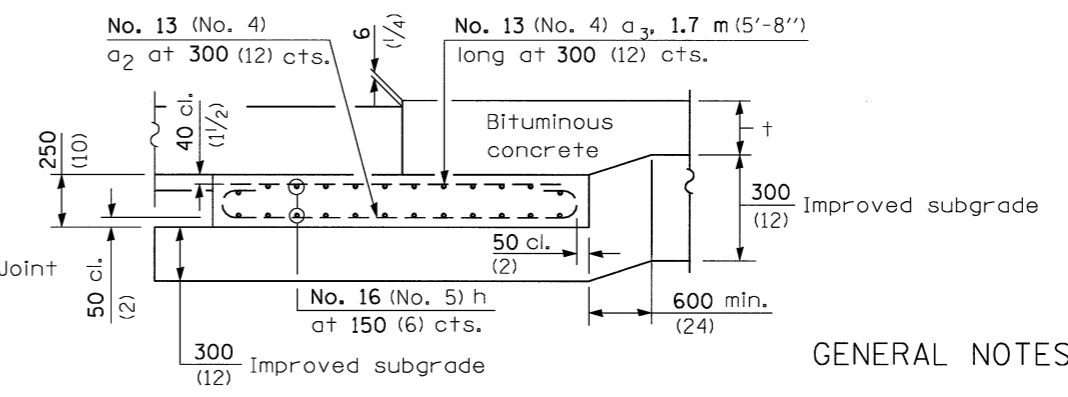 No. 13 (No. 4)
a2 at 300 (12) cts.
6
(1/4)
No. 13 (No. 4) a3, 1.7 m (5'-8'')
long at 300 (12) cts.
250
(10)
40 cl.
(1 1/2)
Bituminous
concrete
t
300
(12)
Improved subgrade
Joint
50 cl.
(2)
50 cl.
(2)
No. 16 (No. 5) h
at 150 (6) cts.
600 min.
(24)
300
(12)
Improved subgrade
GENERAL NOTES